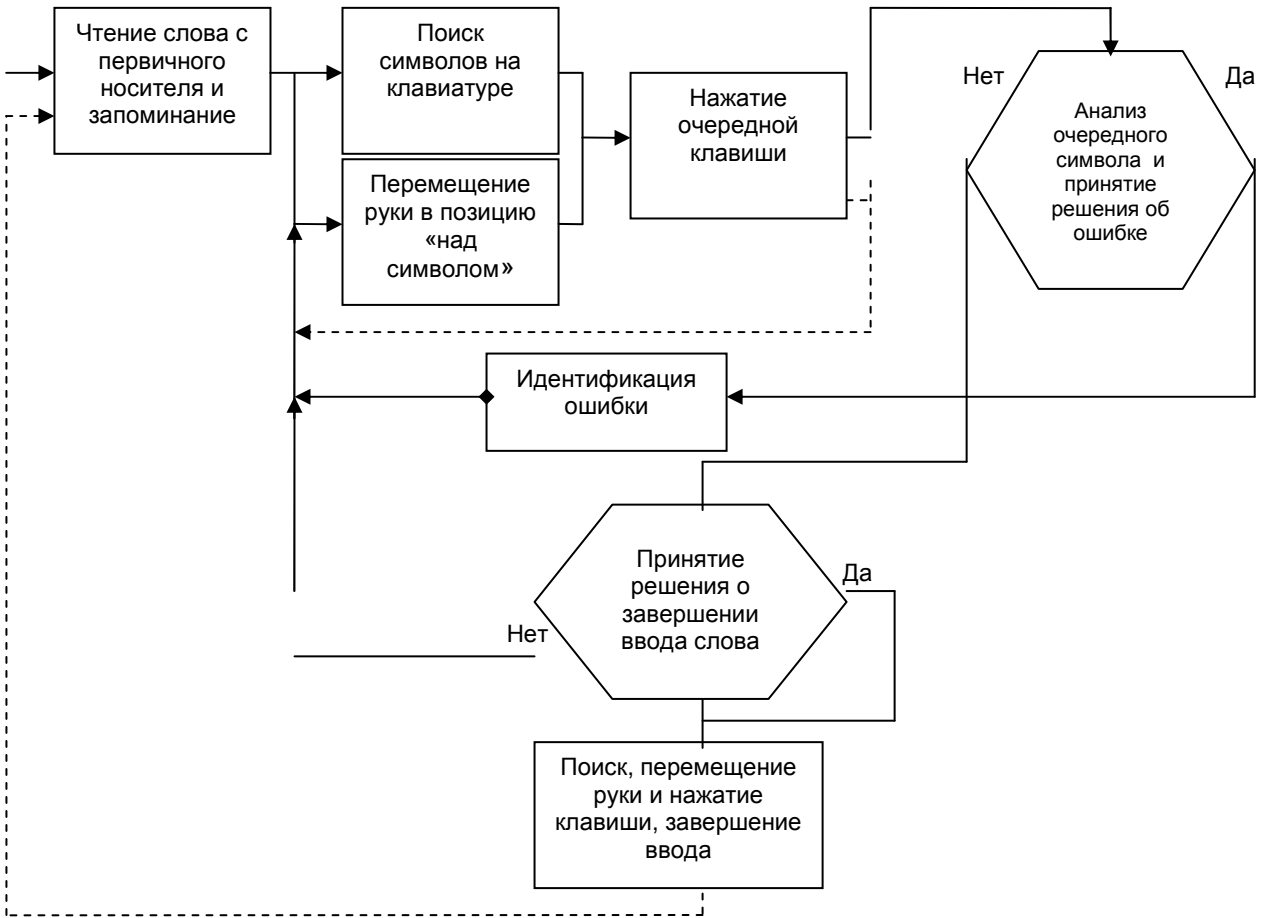 Чтение слова с
первичного
носителя и
запоминание
Поиск
символов на
клавиатуре
Перемещение
руки в позицию
«над
символом»
Нажатие
очередной
клавиши
Нет
Да
Анализ
очередного
символа и
принятие
решения об
ошибке
Идентификация
ошибки
Принятие
решения о
завершении
ввода слова
Да
Нет
Поиск, перемещение
руки и нажатие
клавиши, завершение
ввода